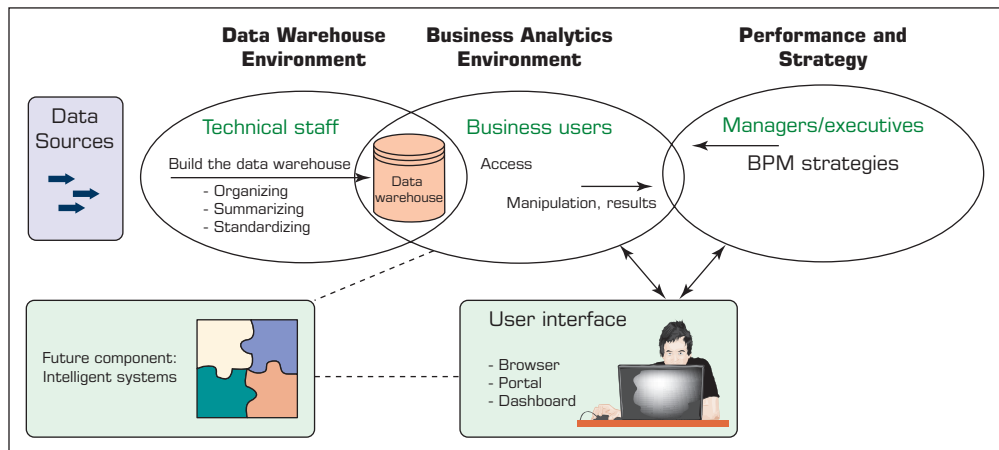 Data Warehouse
Environment
Business Analytics
Environment
Performance and
Strategy
Data
Sources
Technical staff
Build the data warehouse
- Organizing
- Summarizing
- Standardizing
Data
warehouse
Business users
Access
Manipulation, results
Managers/executives
BPM strategies
Future component:
Intelligent systems
User interface
- Browser
- Portal
- Dashboard